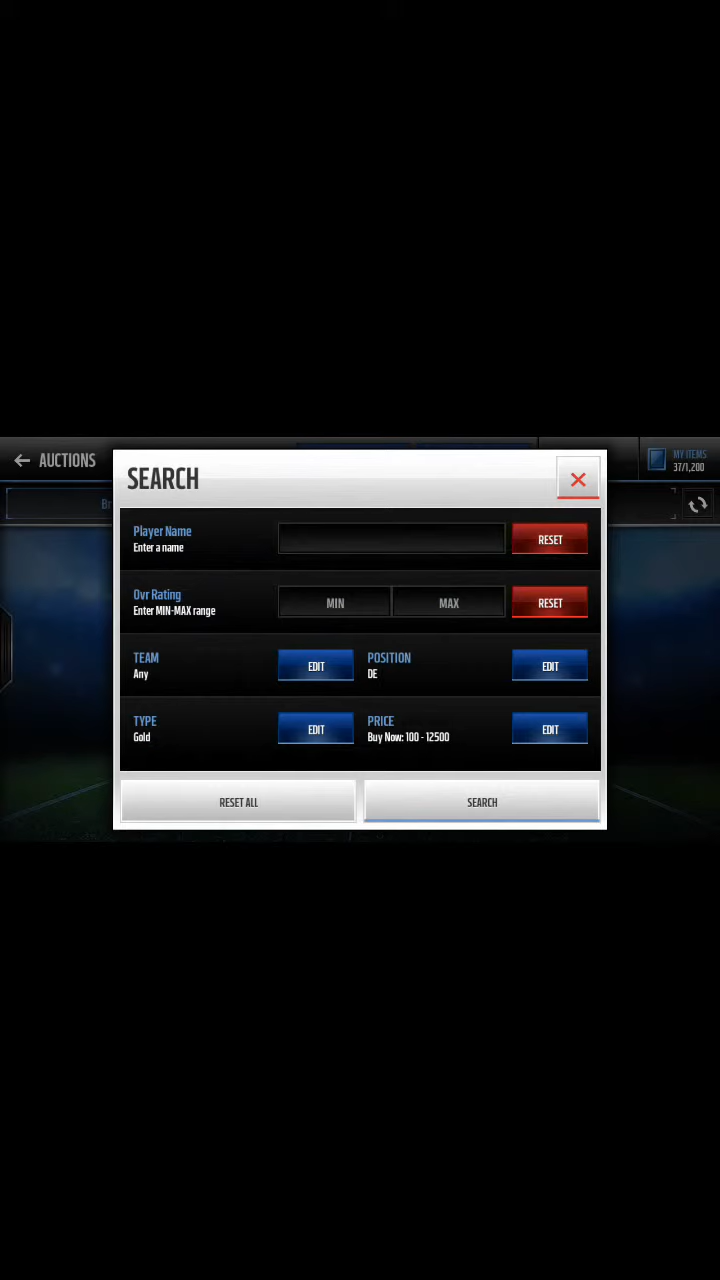 AUCTIONS
MY ITEMS
37/1,200
Br
SEARCH
Player Name
Enter a name
RESET
Ovr Rating
Enter MIN-MAX range
MIN
MAX
RESET
TEAM
Any
EDIT
POSITION
DE
EDIT
TYPE
Gold
EDIT
PRICE
Buy Now: 100 - 12500
EDIT
RESET ALL
SEARCH